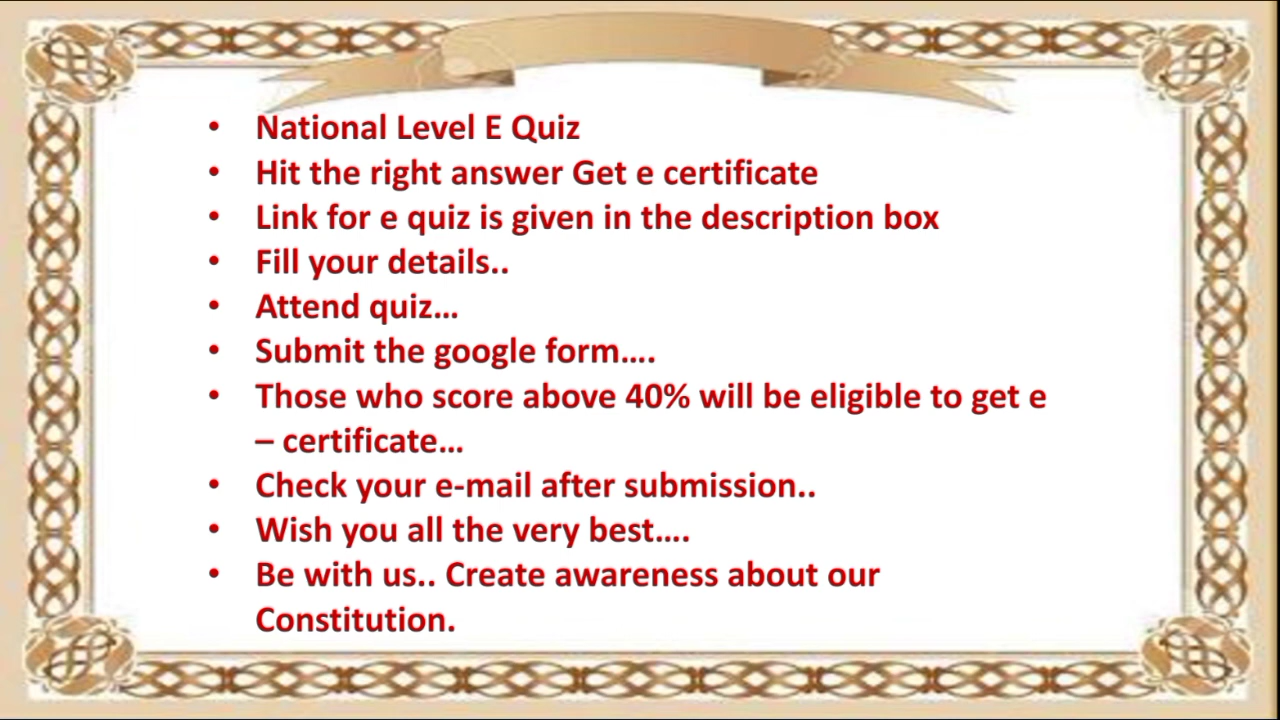 • National Level E Quiz
• Hit the right answer Get e certificate
• Link for e quiz is given in the description box
• Fill your details..
• Attend quiz...
• Submit the google form....
• Those who score above 40% will be eligible to get e
– certificate...
• Check your e-mail after submission..
• Wish you all the very best....
• Be with us.. Create awareness about our
Constitution.